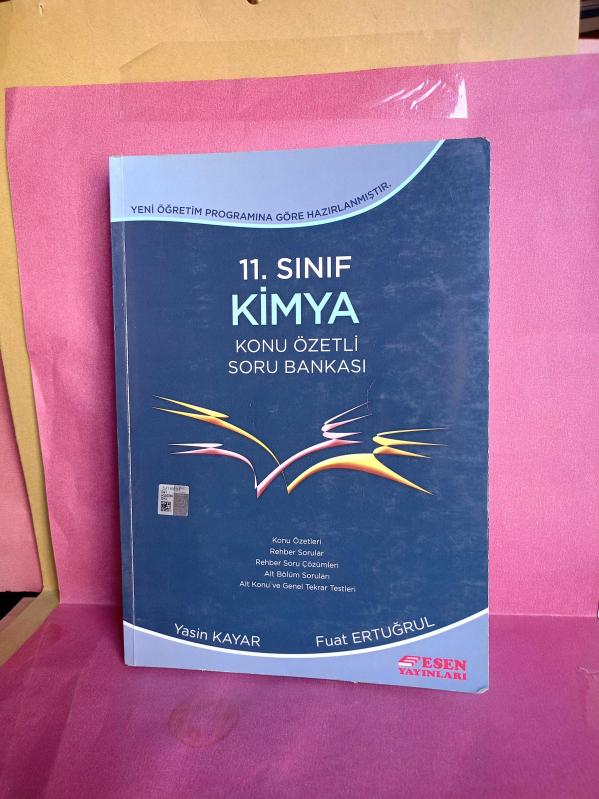 YENİ ÖĞRETİM PROGRAMINA GÖRE HAZIRLANMIŞTIR.
11. SINIF
KİMYA
KONU ÖZETLİ
SORU BANKASI
Konu Özetleri
Rehber Sorular
Rehber Soru Çözümleri
Alt Bölüm Soruları
Alt Konu ve Genel Tekrar Testleri
Yasin KAYAR Fuat ERTUĞRUL
ESEN
YAYINLARI